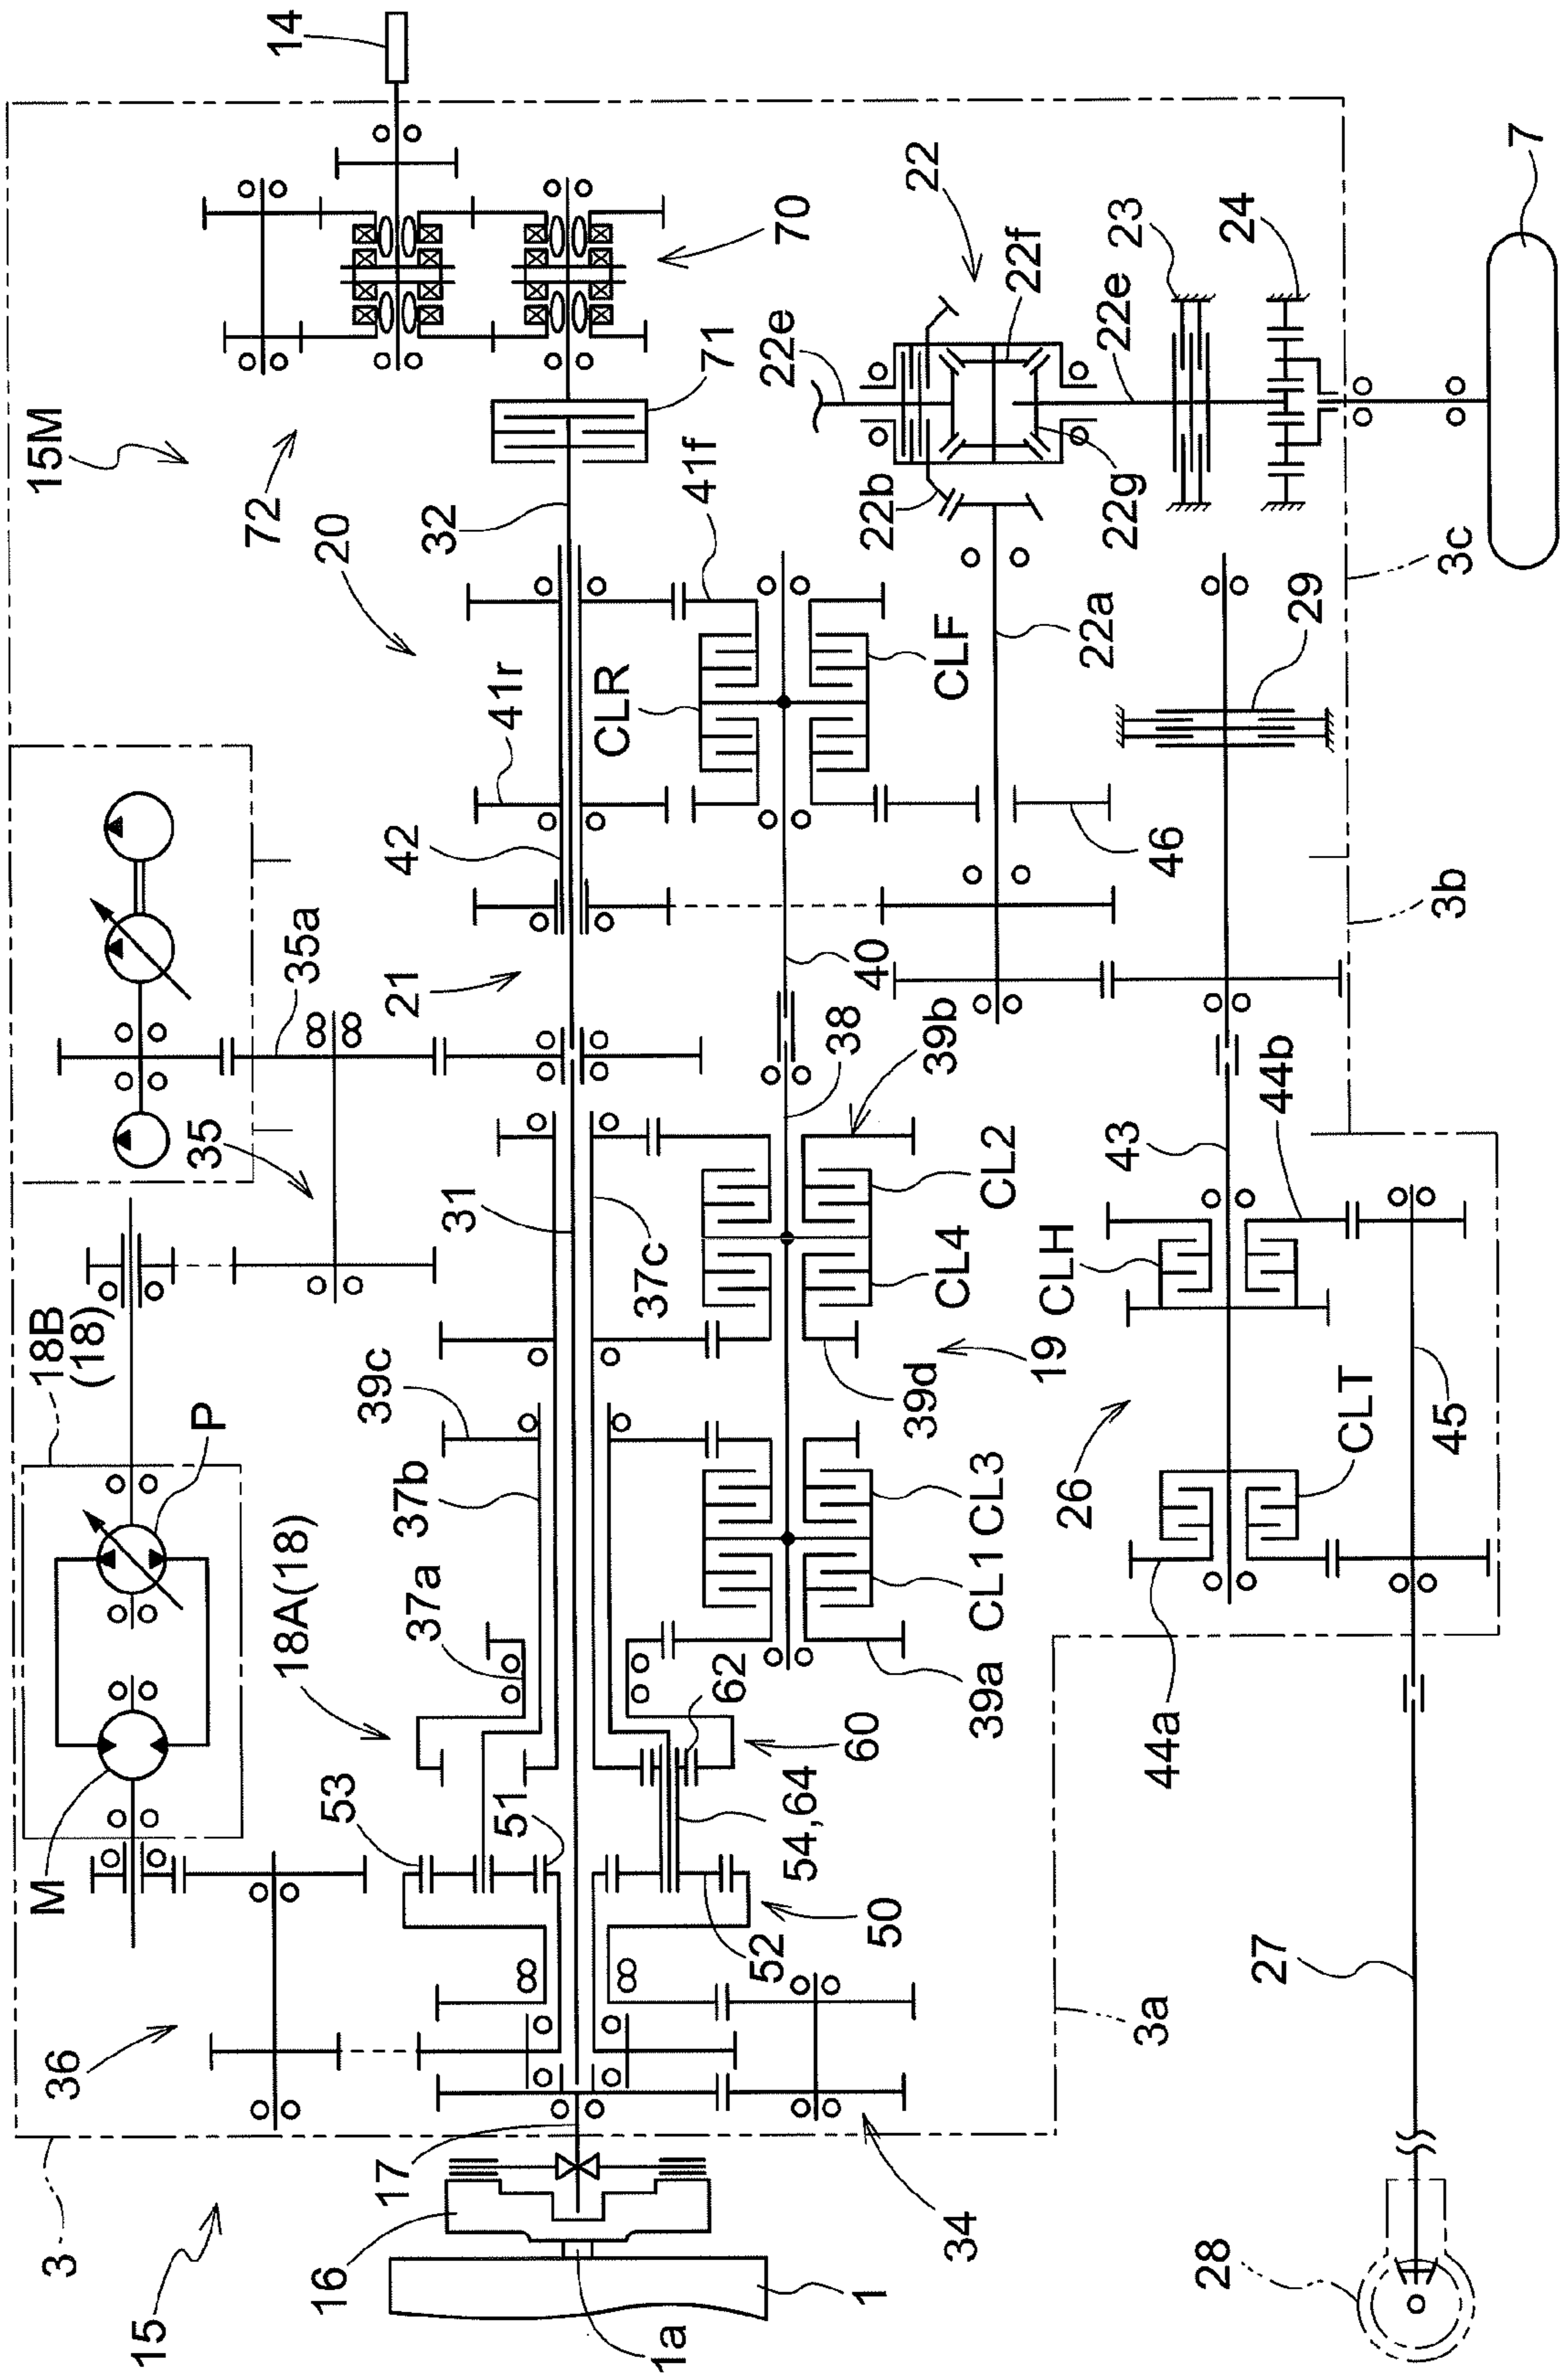 14
15M
72
20
70
7
22
23
24
22f
22e
22e
71
32
41f
22b
22g
3c
41r
CLR
CLF
22a
29
42
46
35a
21
40
3b
35
38
39b
31
43
44b
18B
(18)
37c
CL2
CL4
CLH
P
39c
39d
19
26
45
37b
CL3
CLT
18A(18)
37a
CL1
62
39a
44a
60
M
53
51
54,64
50
52
27
36
3a
17
34
3
16
15
1a
1
28